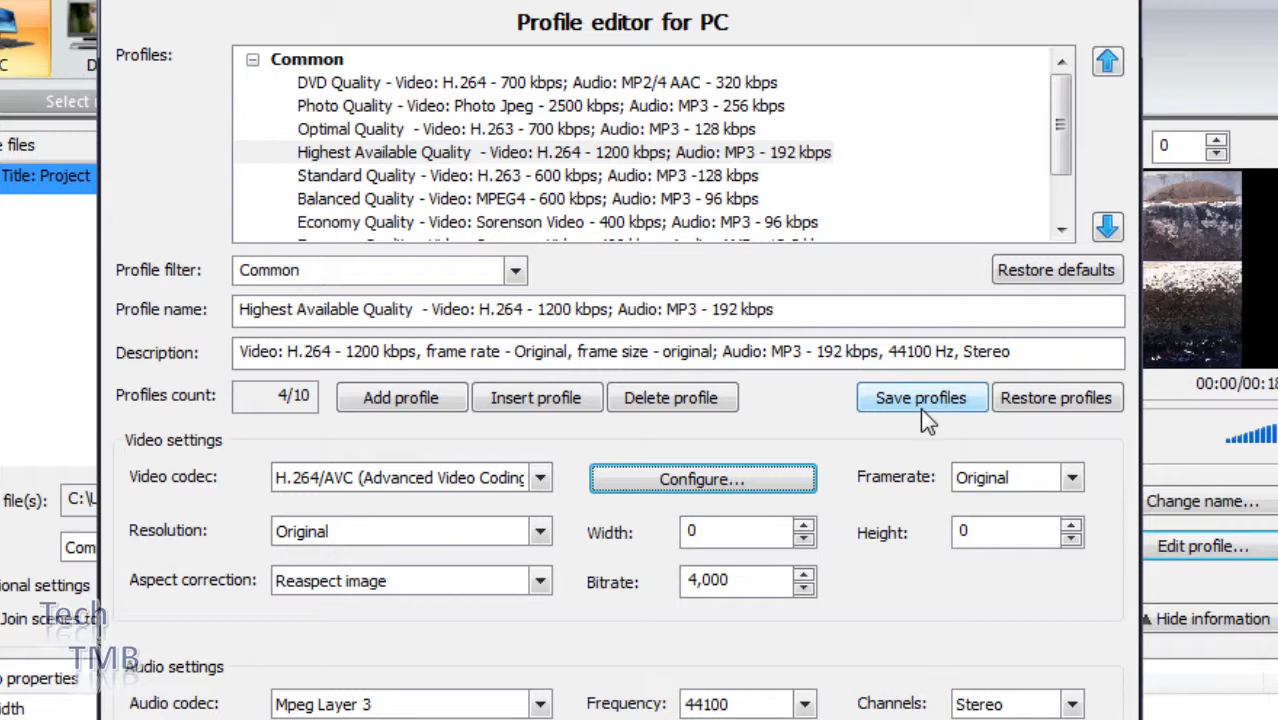 Profile editor for PC
Profiles:
Common
DVD Quality - Video: H.264 - 700 kbps; Audio: MP2/4 AAC - 320 kbps
Photo Quality - Video: Photo Jpeg - 2500 kbps; Audio: MP3 - 256 kbps
Optimal Quality - Video: H.263 - 700 kbps; Audio: MP3 - 128 kbps
Highest Available Quality - Video: H.264 - 1200 kbps; Audio: MP3 - 192 kbps
Standard Quality - Video: H.263 - 600 kbps; Audio: MP3 -128 kbps
Balanced Quality - Video: MPEG4 - 600 kbps; Audio: MP3 - 96 kbps
Economy Quality - Video: Sorenson Video - 400 kbps; Audio: MP3 - 96 kbps
Profile filter: Common Restore defaults
Profile name: Highest Available Quality - Video: H.264 - 1200 kbps; Audio: MP3 - 192 kbps
Description: Video: H.264 - 1200 kbps, frame rate - Original, frame size - original; Audio: MP3 - 192 kbps, 44100 Hz, Stereo
Profiles count: 4/10 Add profile Insert profile Delete profile Save profiles Restore profiles
Video settings
Video codec: H.264/AVC (Advanced Video Coding Configure... Framerate: Original
Resolution: Original Width: 0 Height: 0
Aspect correction: Reaspect image Bitrate: 4,000
Audio settings
Audio codec: Mpeg Layer 3 Frequency: 44100 Channels: Stereo
C
D
Select
e files
Title: Project
file(s): C:\
Com
onal settings
Join scenes to
Tech
TMB
o properties
idth
0
00:00/00:18
Change name...
Edit profile...
Hide information